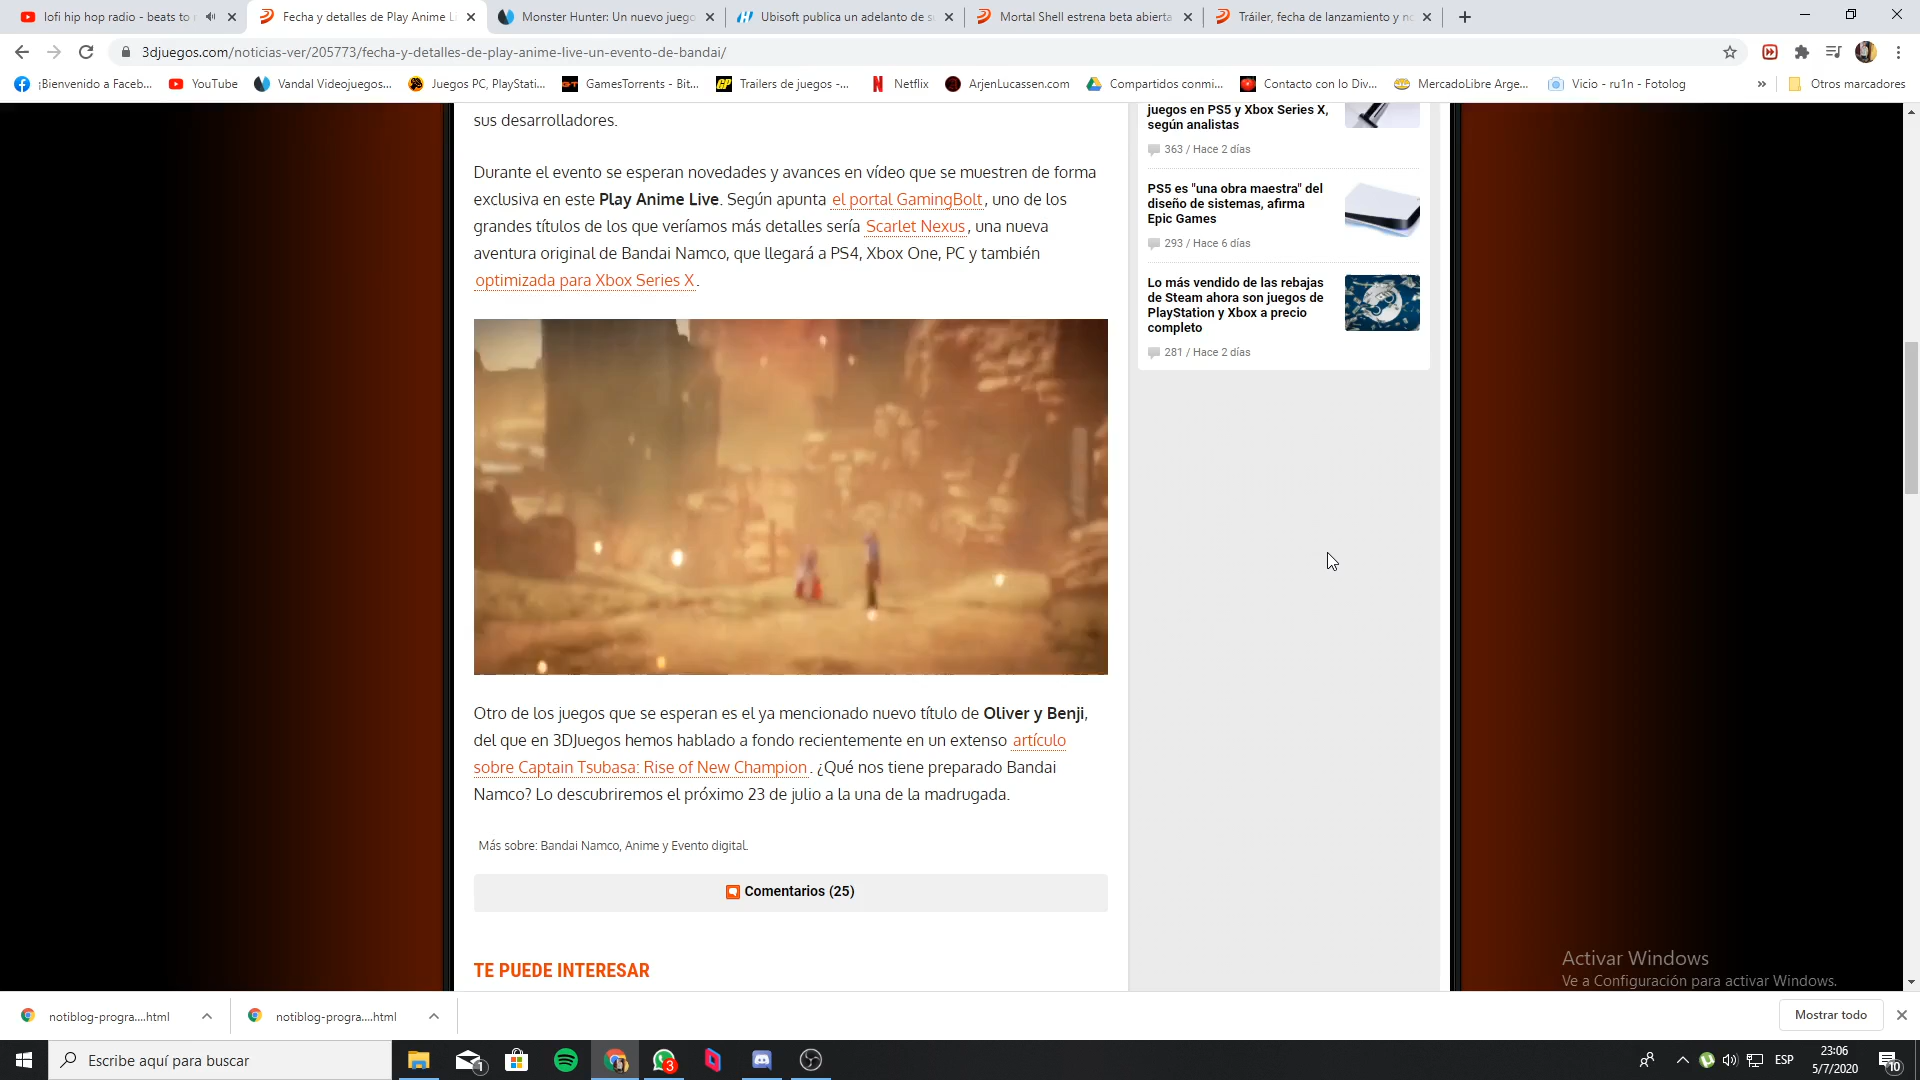 lofi hip hop radio - beats to
Fecha y detalles de Play Anime Li
Monster Hunter: Un nuevo juego
Ubisoft publica un adelanto de s
Mortal Shell estrena beta abierta
Tráiler, fecha de lanzamiento y no
3djuegos.com/noticias-ver/205773/fecha-y-detalles-de-play-anime-live-un-evento-de-bandai/
¡Bienvenido a Faceb...
YouTube
Vandal Videojuegos...
Juegos PC, PlayStati...
GamesTorrents - Bit...
Trailers de juegos -...
Netflix
ArjenLucassen.com
Compartidos conmi...
Contacto con lo Div...
MercadoLibre Arge...
Vicio - ru1n - Fotolog
»
Otros marcadores
sus desarrolladores.
Durante el evento se esperan novedades y avances en vídeo que se muestren de forma
exclusiva en este Play Anime Live. Según apunta el portal GamingBolt, uno de los
grandes títulos de los que veríamos más detalles sería Scarlet Nexus, una nueva
aventura original de Bandai Namco, que llegará a PS4, Xbox One, PC y también
optimizada para Xbox Series X.
Otro de los juegos que se esperan es el ya mencionado nuevo título de Oliver y Benji,
del que en 3DJuegos hemos hablado a fondo recientemente en un extenso artículo
sobre Captain Tsubasa: Rise of New Champion. ¿Qué nos tiene preparado Bandai
Namco? Lo descubriremos el próximo 23 de julio a la una de la madrugada.
Más sobre: Bandai Namco, Anime y Evento digital.
Comentarios (25)
TE PUEDE INTERESAR
juegos en PS5 y Xbox Series X,
según analistas
363 / Hace 2 días
PS5 es "una obra maestra" del
diseño de sistemas, afirma
Epic Games
293 / Hace 6 días
Lo más vendido de las rebajas
de Steam ahora son juegos de
PlayStation y Xbox a precio
completo
281 / Hace 2 días
Activar Windows
Ve a Configuración para activar Windows.
notiblog-progra....html
notiblog-progra....html
Mostrar todo
Escribe aquí para buscar
1
3
ESP
23:06
5/7/2020
10